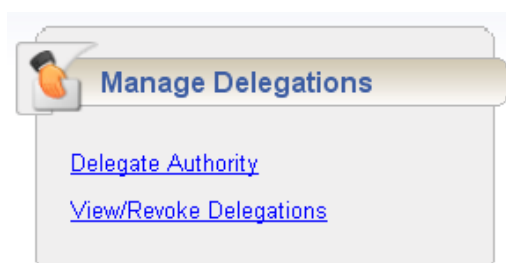 Manage Delegations
Delegate Authority
View/Revoke Delegations